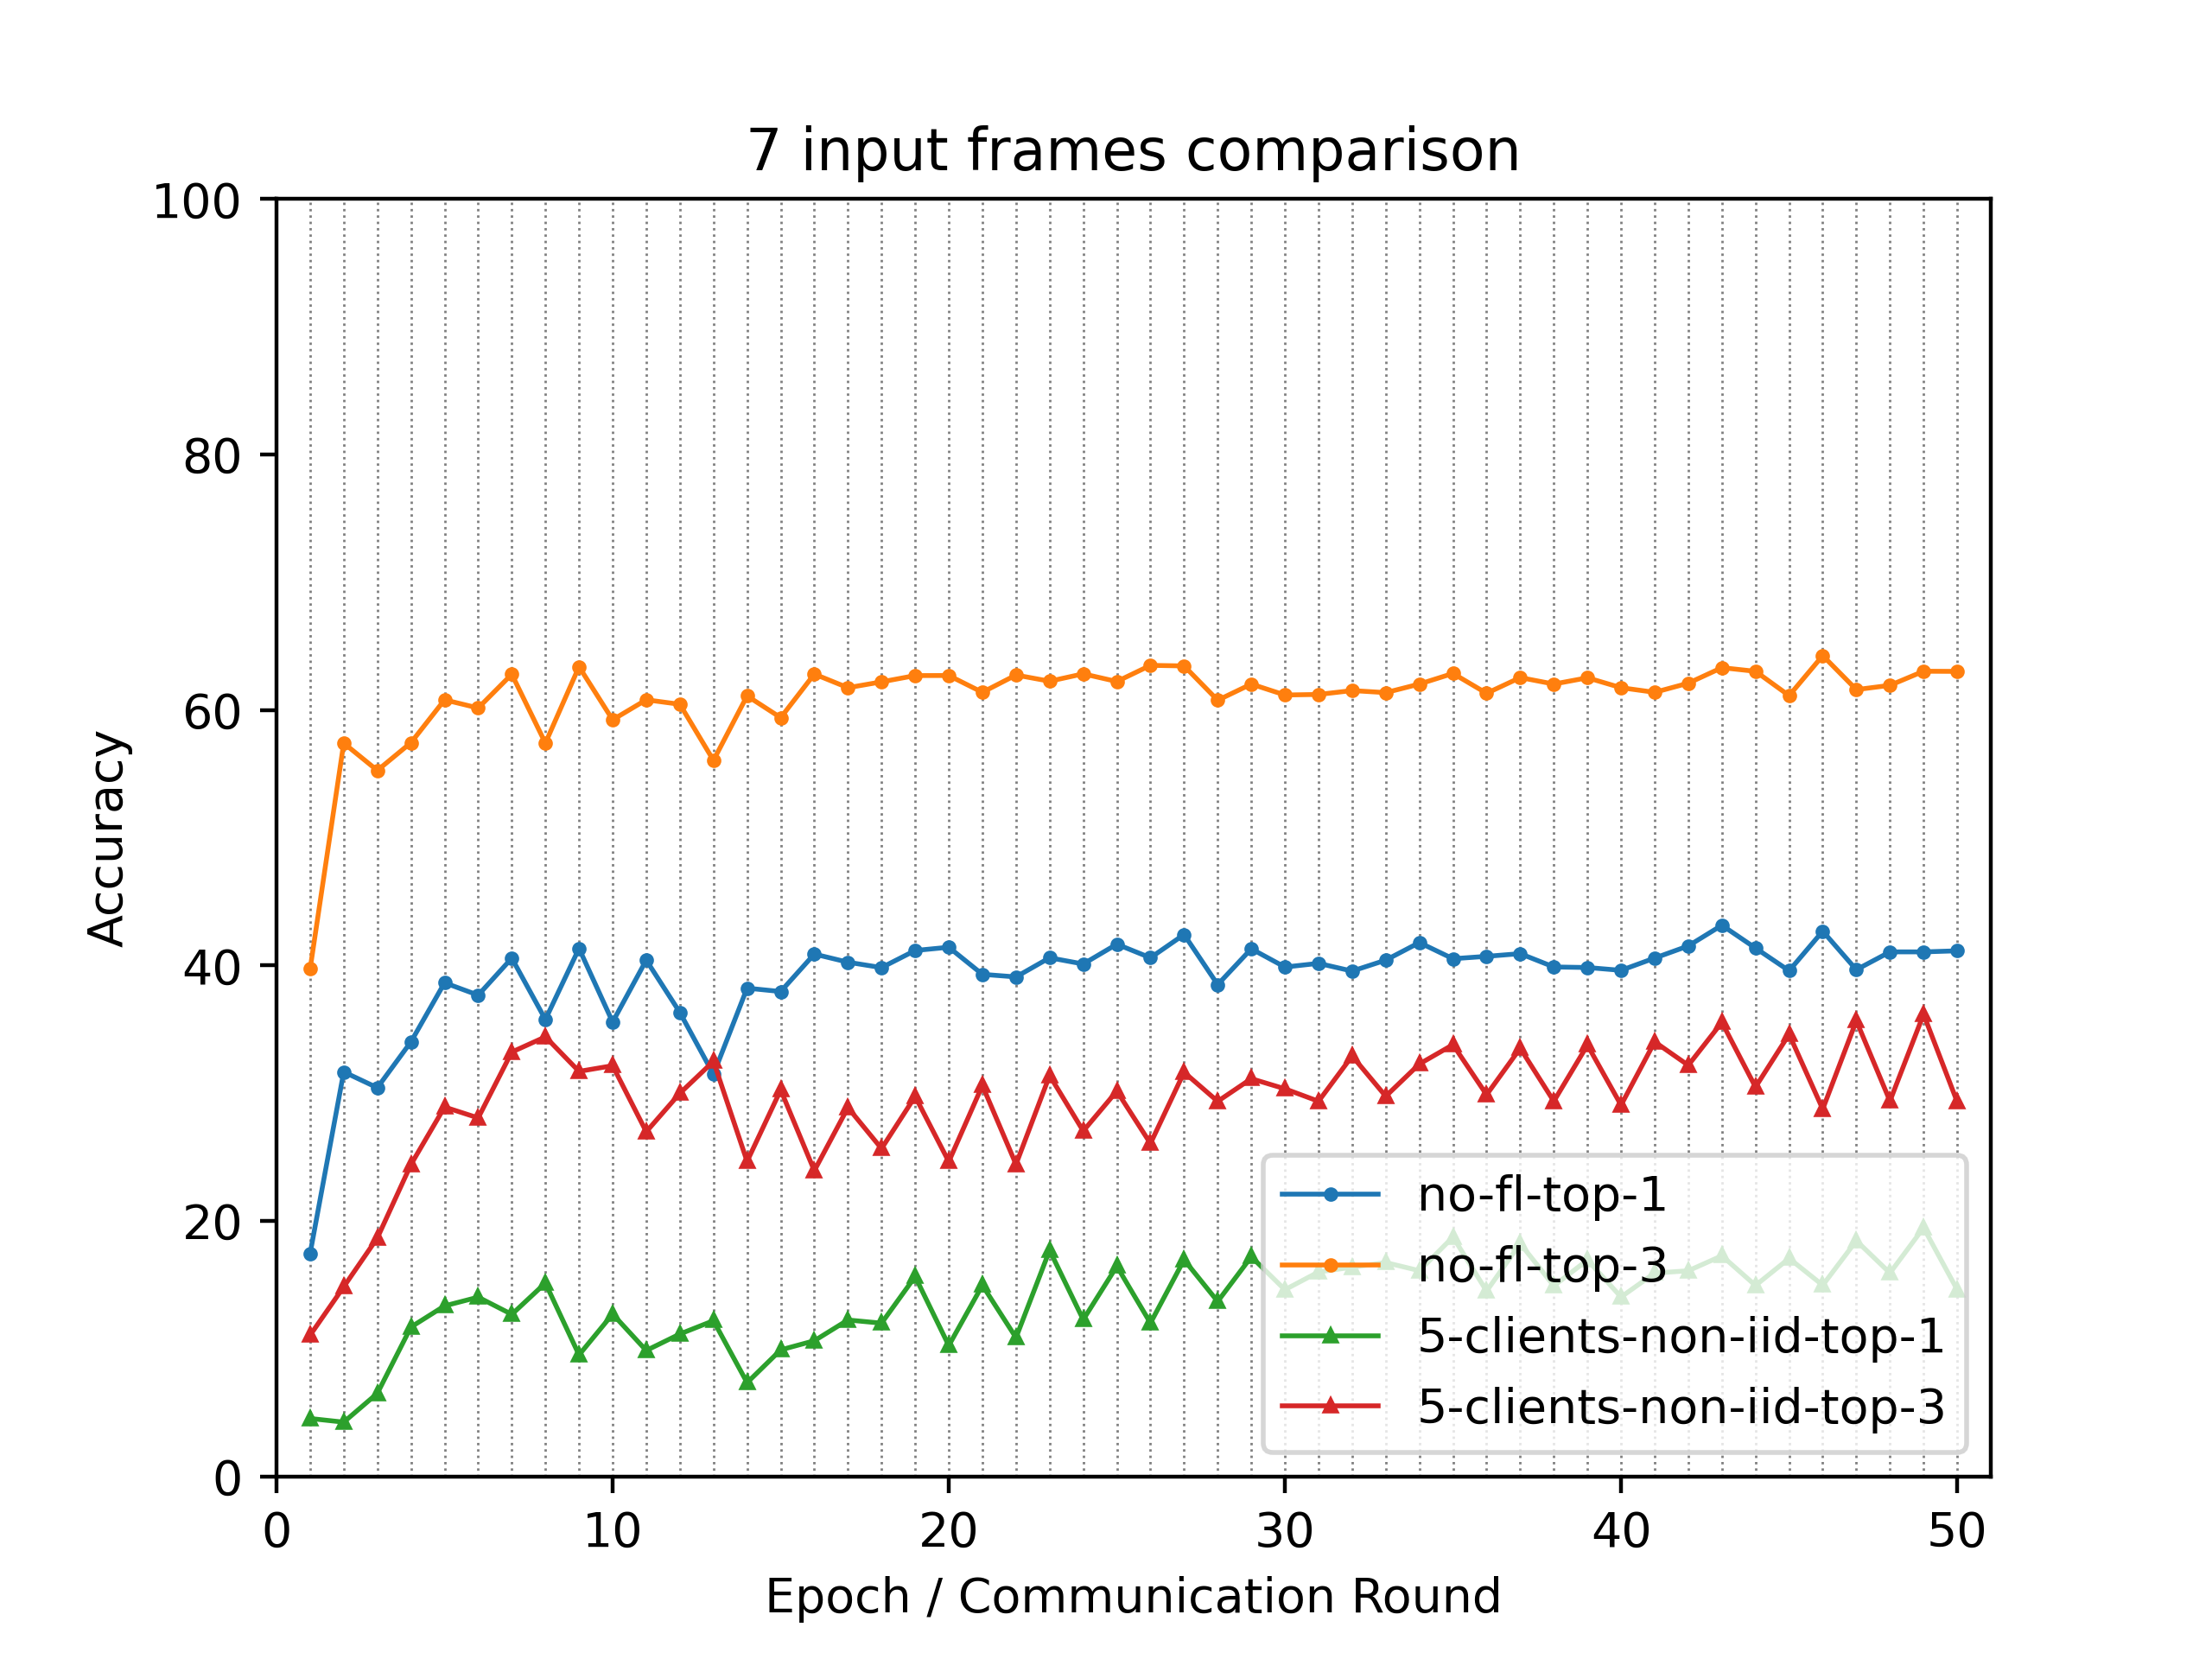 7 input frames comparison
100
80
60
40
20
0
Accuracy
no-fl-top-1
no-fl-top-3
5-clients-non-iid-top-1
5-clients-non-iid-top-3
0 10 20 30 40 50
Epoch / Communication Round